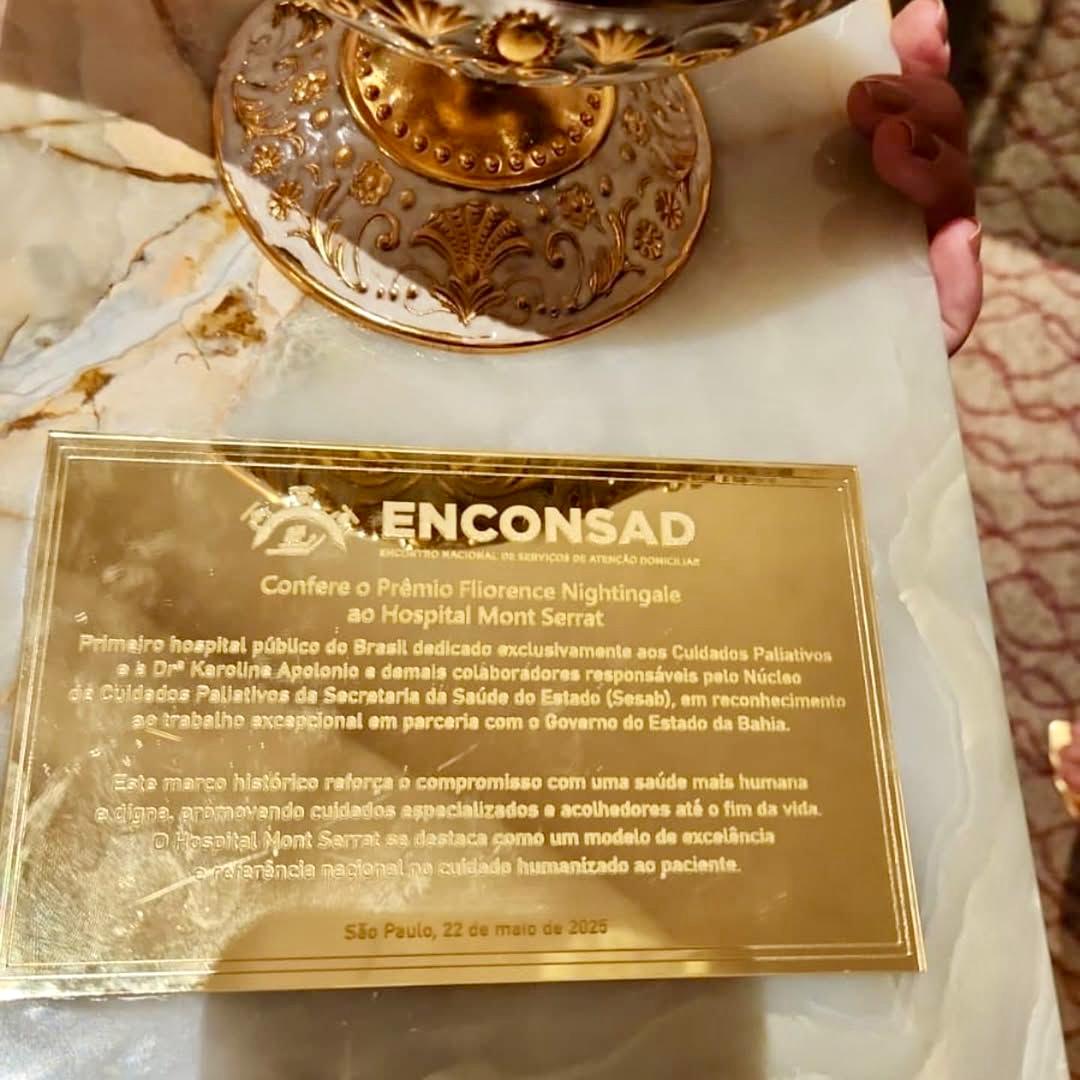 ENCONSAD
ENCONTRO NACIONAL DE SERVIÇOS DE ATENÇÃO DOMICILIAR
Confere o Prêmio Fliorence Nightingale
ao Hospital Mont Serrat
Primeiro hospital público do Brasil dedicado exclusivamente aos Cuidados Paliativos
e à Drª Karoline Apolonio e demais colaboradores responsáveis pelo Núcleo
de Cuidados Paliativos da Secretaria da Saúde do Estado (Sesab), em reconhecimento
ao trabalho excepcional em parceria com o Governo do Estado da Bahia.
Este marco histórico reforça o compromisso com uma saúde mais humana
e digna, promovendo cuidados especializados e acolhedores até o fim da vida.
O Hospital Mont Serrat se destaca como um modelo de excelência
e referência nacional no cuidado humanizado ao paciente.
São Paulo, 22 de maio de 2025